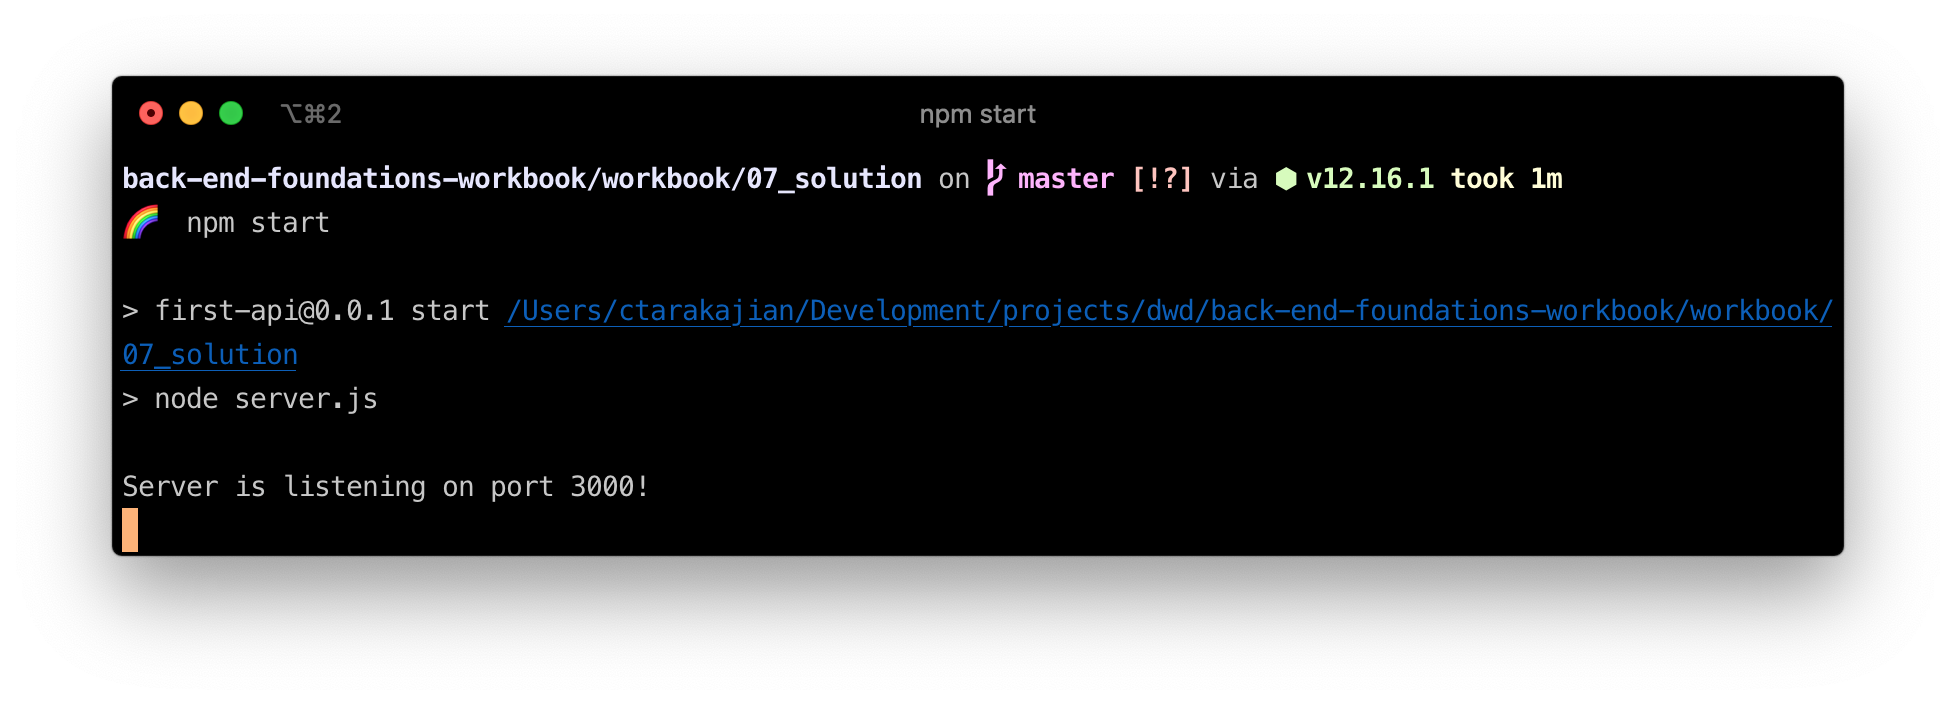 ⌥⌘2 npm start
back-end-foundations-workbook/workbook/07_solution on master [!?] via ⬢ v12.16.1 took 1m
🌈 npm start
> first-api@0.0.1 start /Users/ctarakajian/Development/projects/dwd/back-end-foundations-workbook/workbook/
07_solution
> node server.js
Server is listening on port 3000!